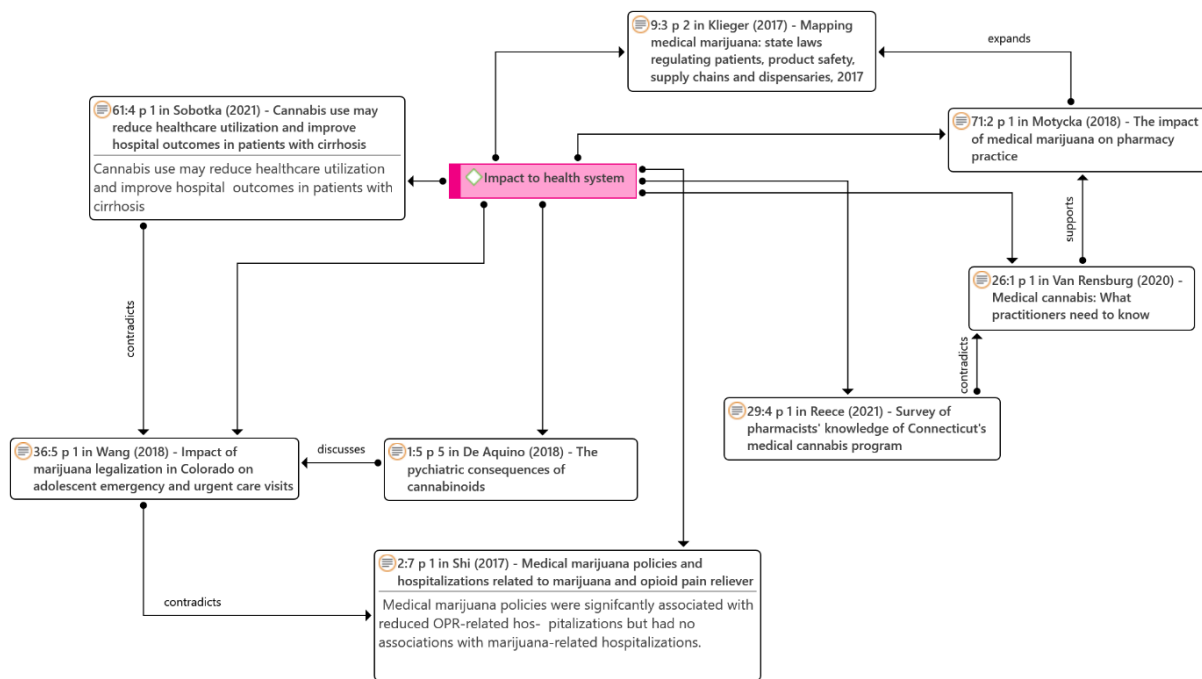 9:3 p 2 in Klieger (2017) - Mapping
medical marijuana: state laws
regulating patients, product safety,
supply chains and dispensaries, 2017
expands
61:4 p 1 in Sobotka (2021) - Cannabis use may
reduce healthcare utilization and improve
hospital outcomes in patients with cirrhosis
Cannabis use may reduce healthcare utilization
and improve hospital outcomes in patients with
cirrhosis
71:2 p 1 in Motycka (2018) - The impact
of medical marijuana on pharmacy
practice
Impact to health system
supports
26:1 p 1 in Van Rensburg (2020) -
Medical cannabis: What
practitioners need to know
contradicts
contradicts
29:4 p 1 in Reece (2021) - Survey of
pharmacists' knowledge of Connecticut's
medical cannabis program
36:5 p 1 in Wang (2018) - Impact of
marijuana legalization in Colorado on
adolescent emergency and urgent care visits
discusses
1:5 p 5 in De Aquino (2018) - The
pychiatric consequences of
cannabinoids
contradicts
2:7 p 1 in Shi (2017) - Medical marijuana policies and
hospitalizations related to marijuana and opioid pain reliever
Medical marijuana policies were signifcantly associated with
reduced OPR-related hos- pitalizations but had no
associations with marijuana-related hospitalizations.